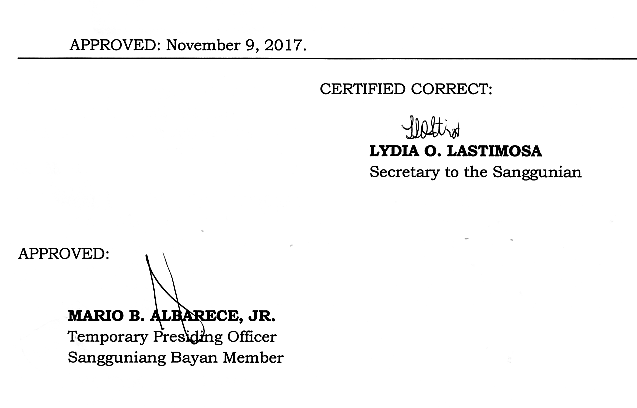 APPROVED: November 9, 2017.
CERTIFIED CORRECT:
LYDIA O. LASTIMOSA
Secretary to the Sanggunian
APPROVED:
MARIO B. ALBARECE, JR.
Temporary Presiding Officer
Sangguniang Bayan Member